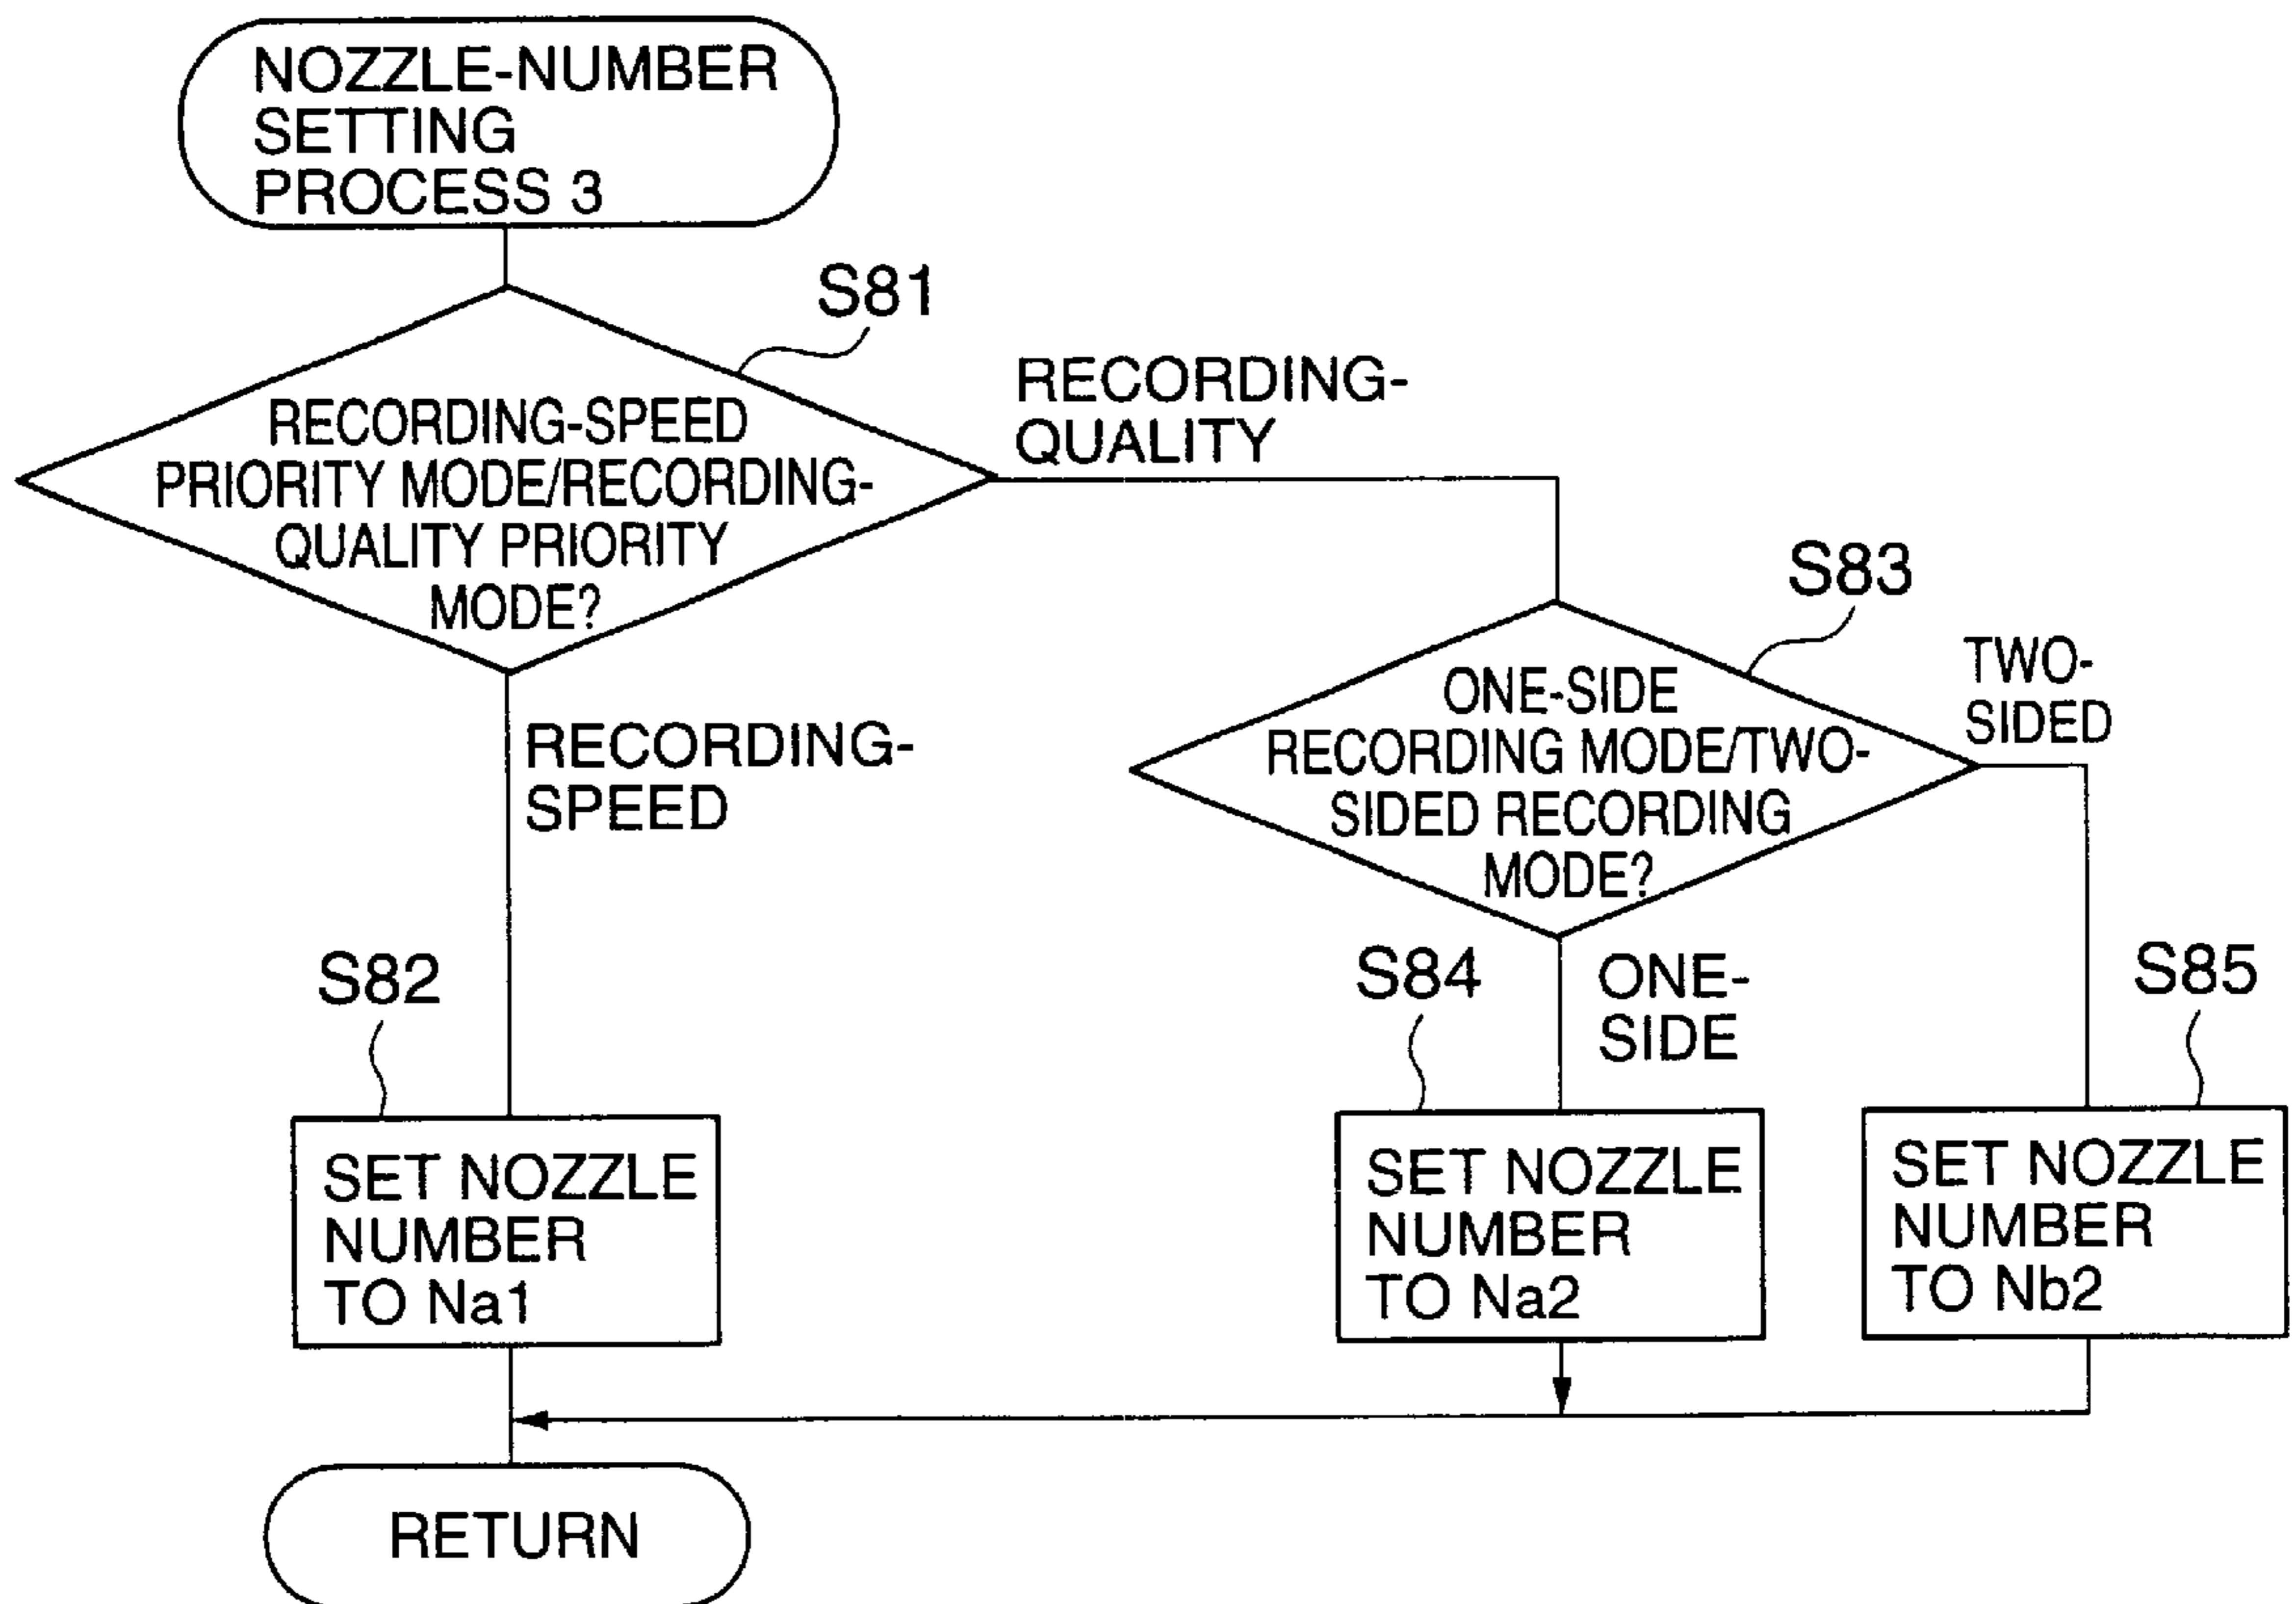 NOZZLE-NUMBER
SETTING
PROCESS 3
S81
RECORDING-SPEED
PRIORITY MODE/RECORDING-
QUALITY PRIORITY
MODE?
RECORDING-
QUALITY
RECORDING-
SPEED
S83
ONE-SIDE
RECORDING MODE/TWO-
SIDED RECORDING
MODE?
TWO-
SIDED
ONE-
SIDE
S82
SET NOZZLE
NUMBER
TO Na1
S84
SET NOZZLE
NUMBER
TO Na2
S85
SET NOZZLE
NUMBER
TO Nb2
RETURN